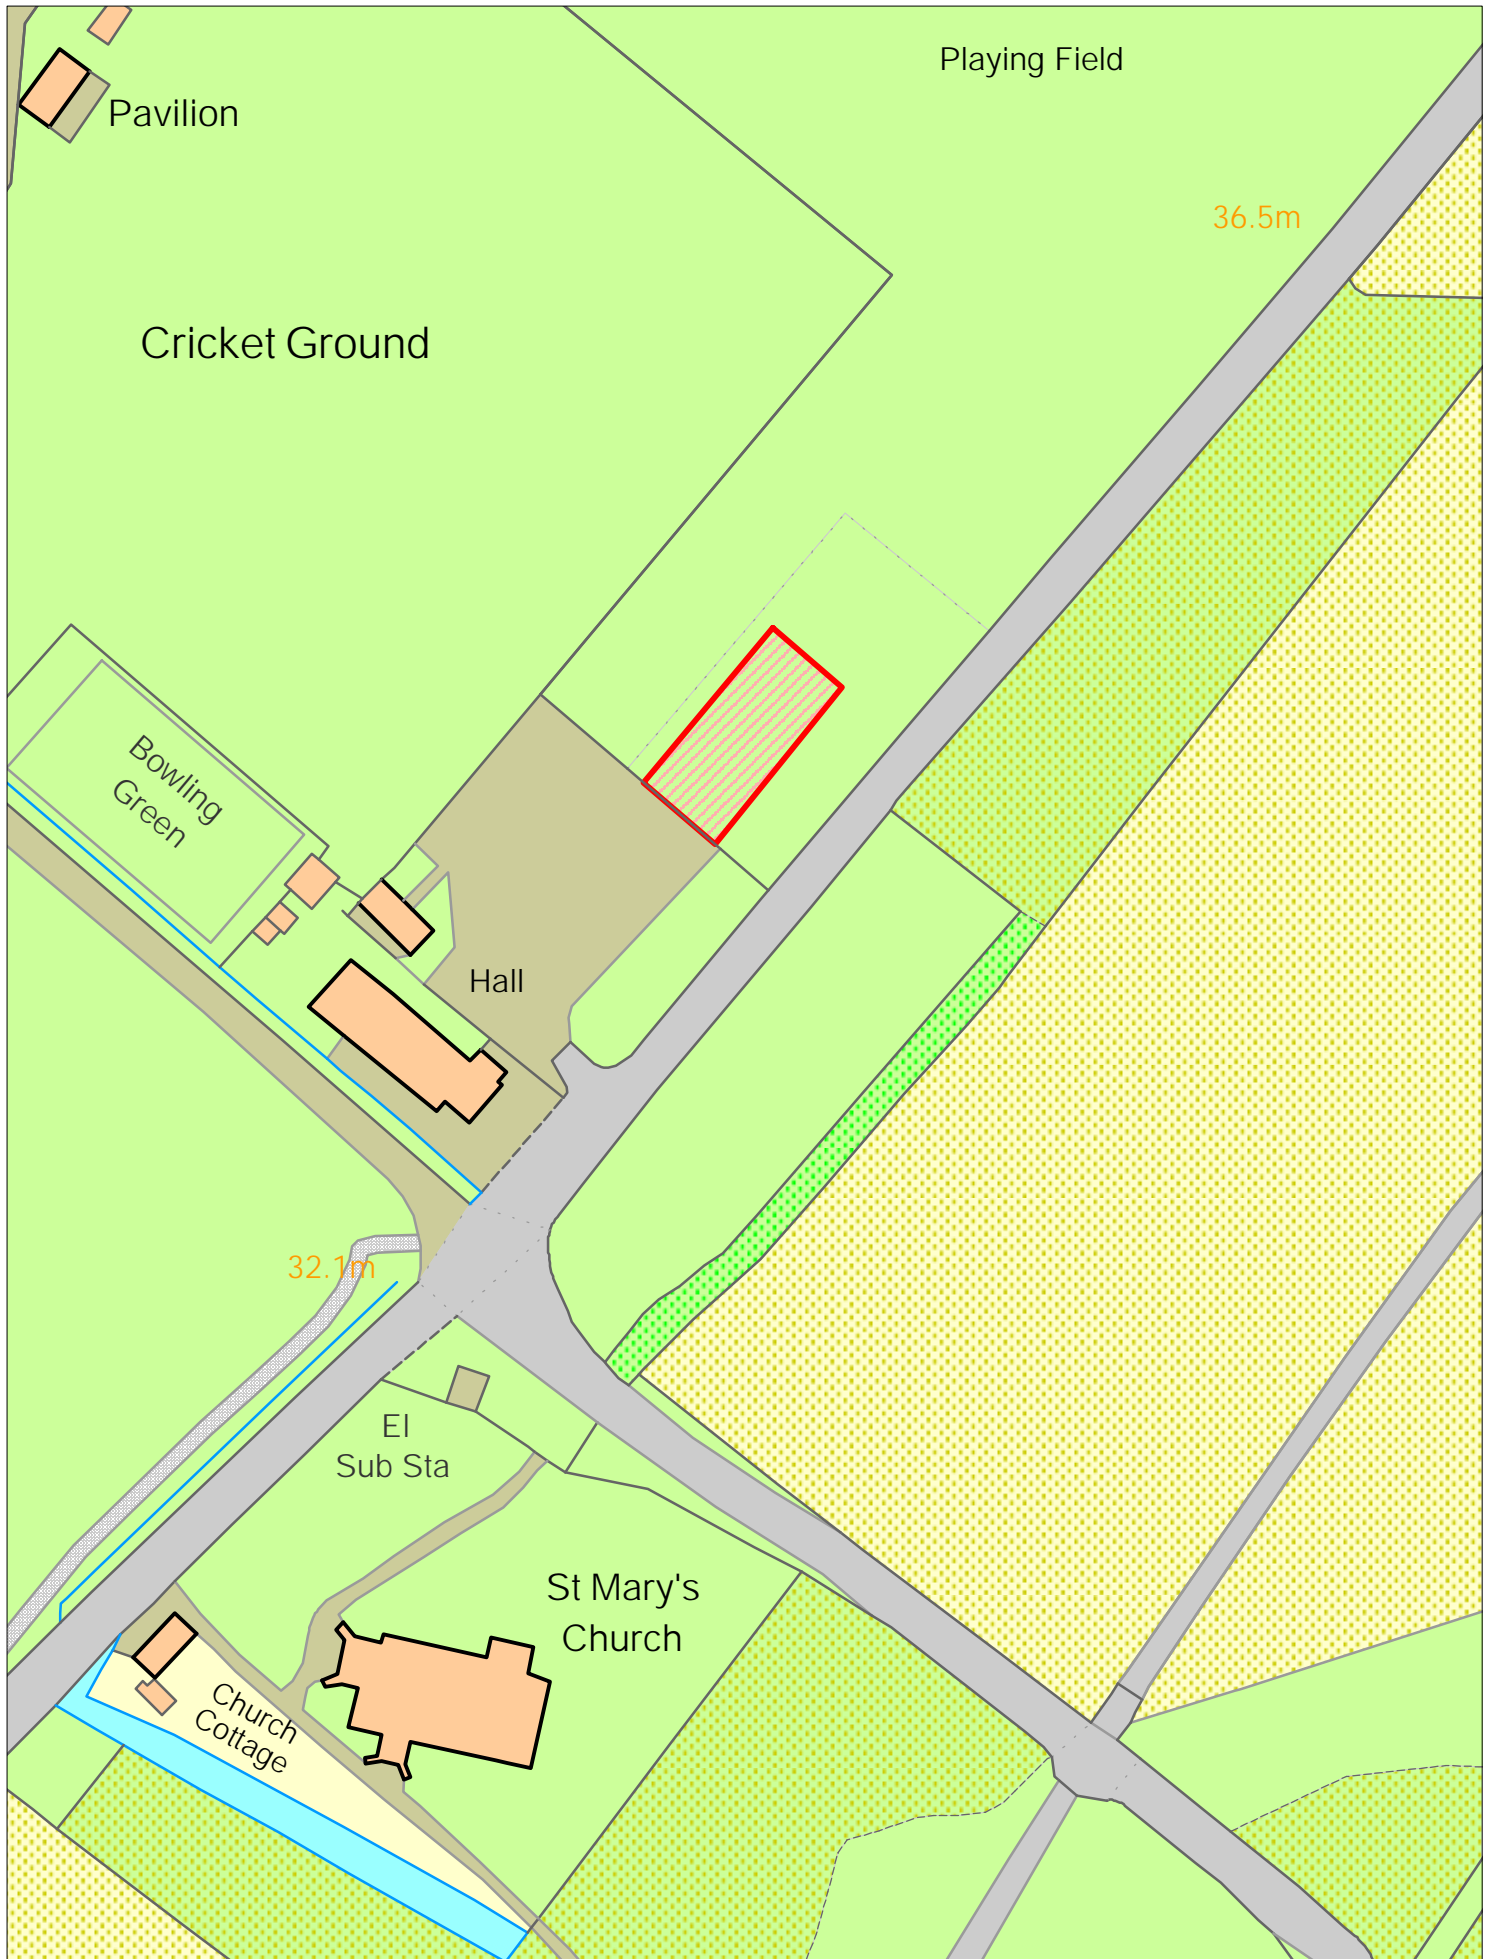 Playing Field
Pavilion
36.5m
Cricket Ground
Bowling
Green
Hall
32.1m
El
Sub Sta
St Mary's
Church
Church
Cottage